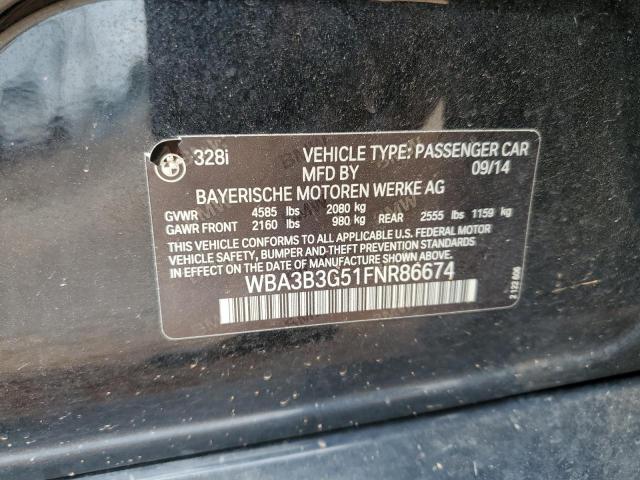 BMW 328i VEHICLE TYPE: PASSENGER CAR
MFD BY 09/14
BAYERISCHE MOTOREN WERKE AG
GVWR 4585 lbs 2080 kg
GAWR FRONT 2160 lbs 980 kg REAR 2555 lbs 1159 kg
THIS VEHICLE CONFORMS TO ALL APPLICABLE U.S. FEDERAL MOTOR
VEHICLE SAFETY, BUMPER AND THEFT PREVENTION STANDARDS
IN EFFECT ON THE DATE OF MANUFACTURE SHOWN ABOVE.
WBA3B3G51FNR86674